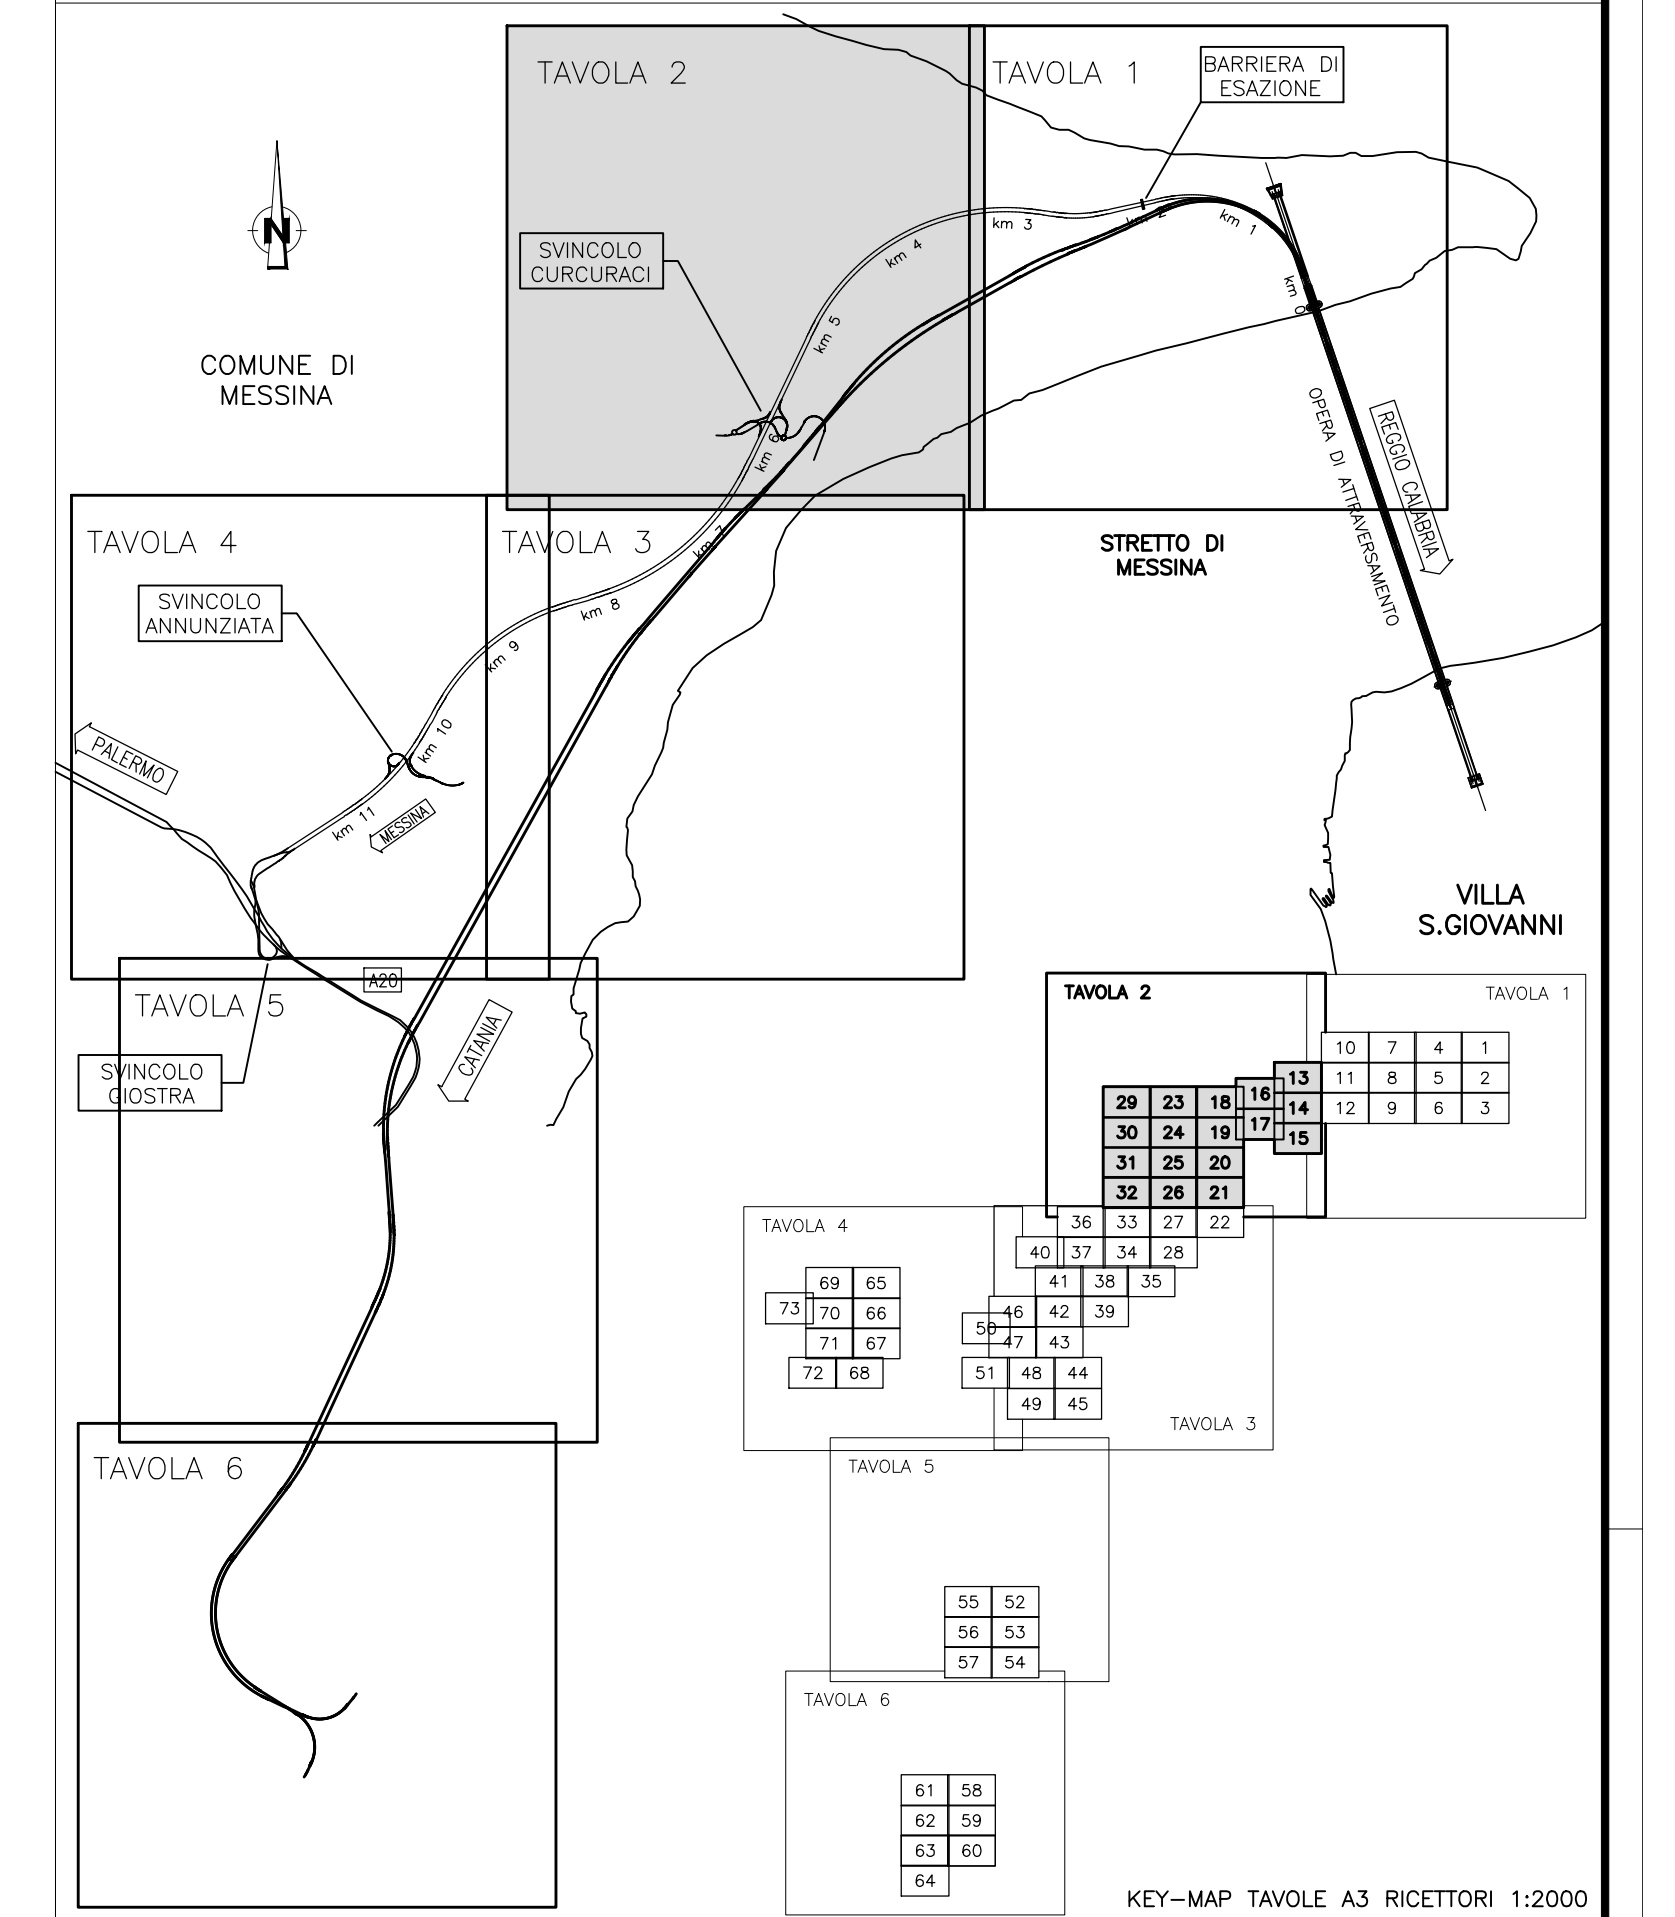 TAVOLA 2
TAVOLA 1
BARRIERA DI
ESAZIONE
N
SVINCOLO
CURCURACI
km 0
km 1
km 2
km 3
km 4
km 5
km 6
km 7
km 8
km 9
km 10
km 11
COMUNE DI
MESSINA
OPERA DI ATTRAVERSAMENTO
REGGIO CALABRIA
STRETTO DI
MESSINA
TAVOLA 4
TAVOLA 3
SVINCOLO
ANNUNZIATA
PALERMO
MESSINA
VILLA
S.GIOVANNI
A20
TAVOLA 5
CATANIA
SVINCOLO
GIOSTRA
TAVOLA 6
TAVOLA 2
TAVOLA 1
10 7 4 1
13 11 8 5 2
14 12 9 6 3
15
16
17
29 23 18
30 24 19
31 25 20
32 26 21
36 33 27 22
40 37 34 28
41 38 35
46 42 39
50
47 43
51 48 44
49 45
TAVOLA 3
TAVOLA 4
69 65
73 70 66
71 67
72 68
TAVOLA 5
55 52
56 53
57 54
TAVOLA 6
61 58
62 59
63 60
64
KEY-MAP TAVOLE A3 RICETTORI 1:2000